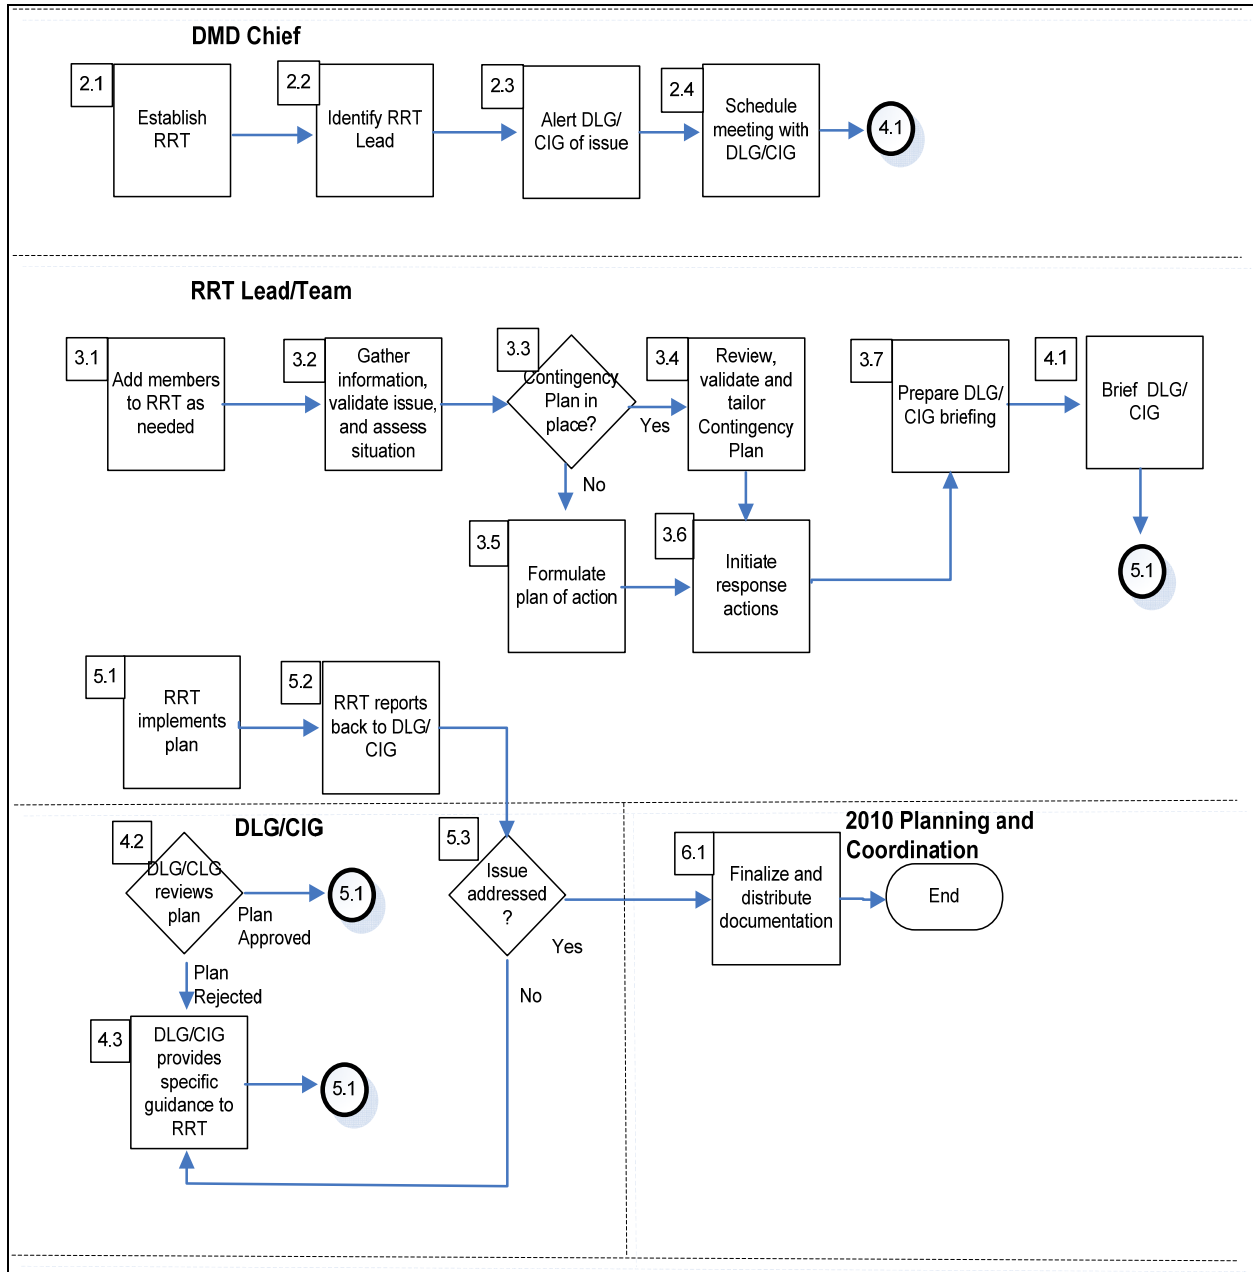 DMD Chief
2.1
Establish
RRT
2.2
Identify RRT
Lead
2.3
Alert DLG/
CIG of issue
2.4
Schedule
meeting with
DLG/CIG
4.1
RRT Lead/Team
3.1
Add members
to RRT as
needed
3.2
Gather
information,
validate issue,
and assess
situation
3.3
Contingency
Plan in
place?
Yes
No
3.4
Review,
validate and
tailor
Contingency
Plan
3.5
Formulate
plan of action
3.6
Initiate
response
actions
3.7
Prepare DLG/
CIG briefing
4.1
Brief DLG/
CIG
5.1
5.1
RRT
implements
plan
5.2
RRT reports
back to DLG/
CIG
DLG/CIG
4.2
DLG/CLG
reviews
plan
Plan
Approved
5.1
Plan
Rejected
4.3
DLG/CIG
provides
specific
guidance to
RRT
5.1
5.3
Issue
addressed
?
Yes
No
2010 Planning and
Coordination
6.1
Finalize and
distribute
documentation
End